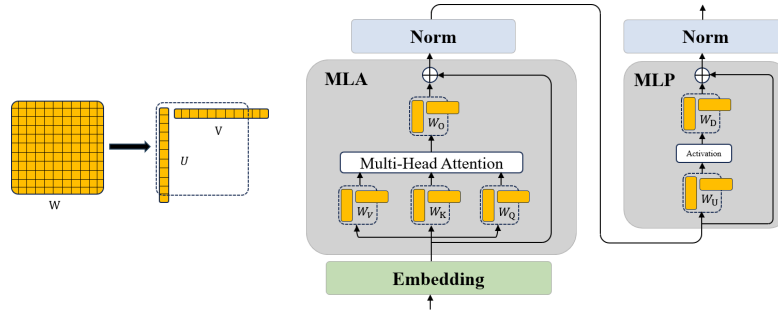 W
U
V
Norm
MLA
W_O
Multi-Head Attention
W_V
W_K
W_Q
Embedding
Norm
MLP
W_D
Activation
W_U